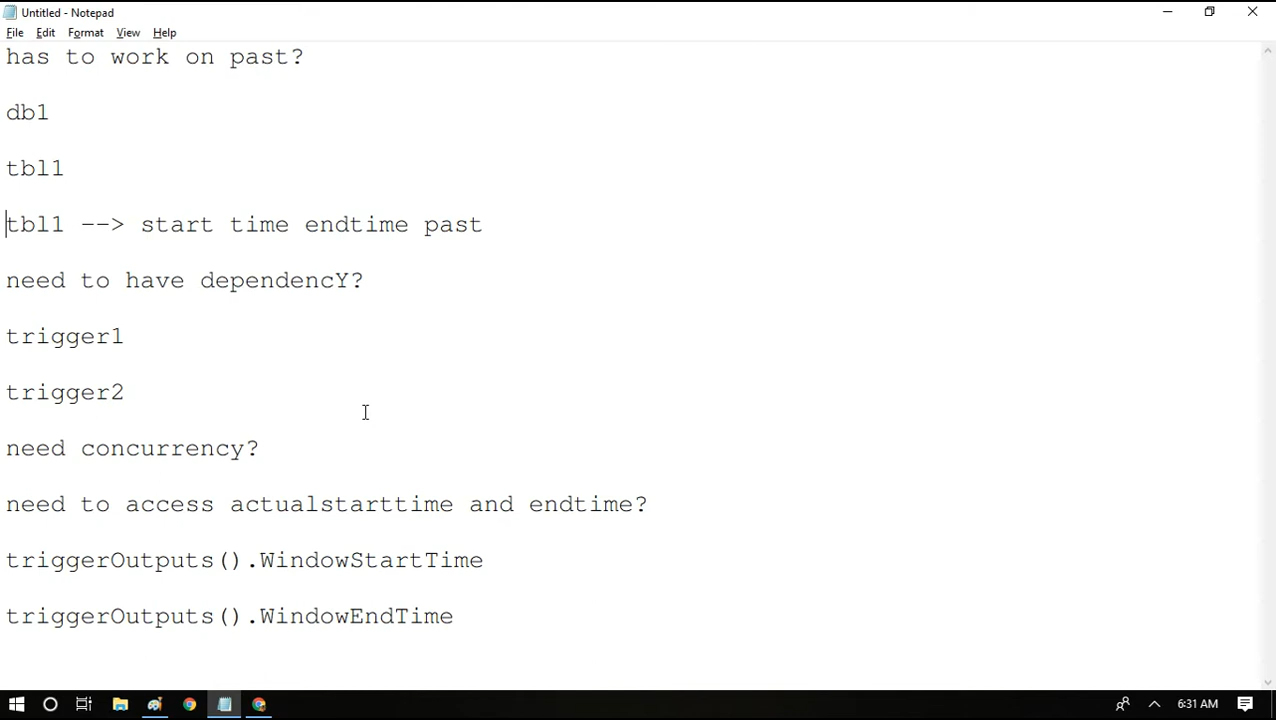 Untitled - Notepad
File Edit Format View Help
has to work on past?
db1
tbl1
tbl1 --> start time endtime past
need to have dependencY?
trigger1
trigger2
need concurrency?
need to access actualstarttime and endtime?
triggerOutputs().WindowStartTime
triggerOutputs().WindowEndTime
6:31 AM